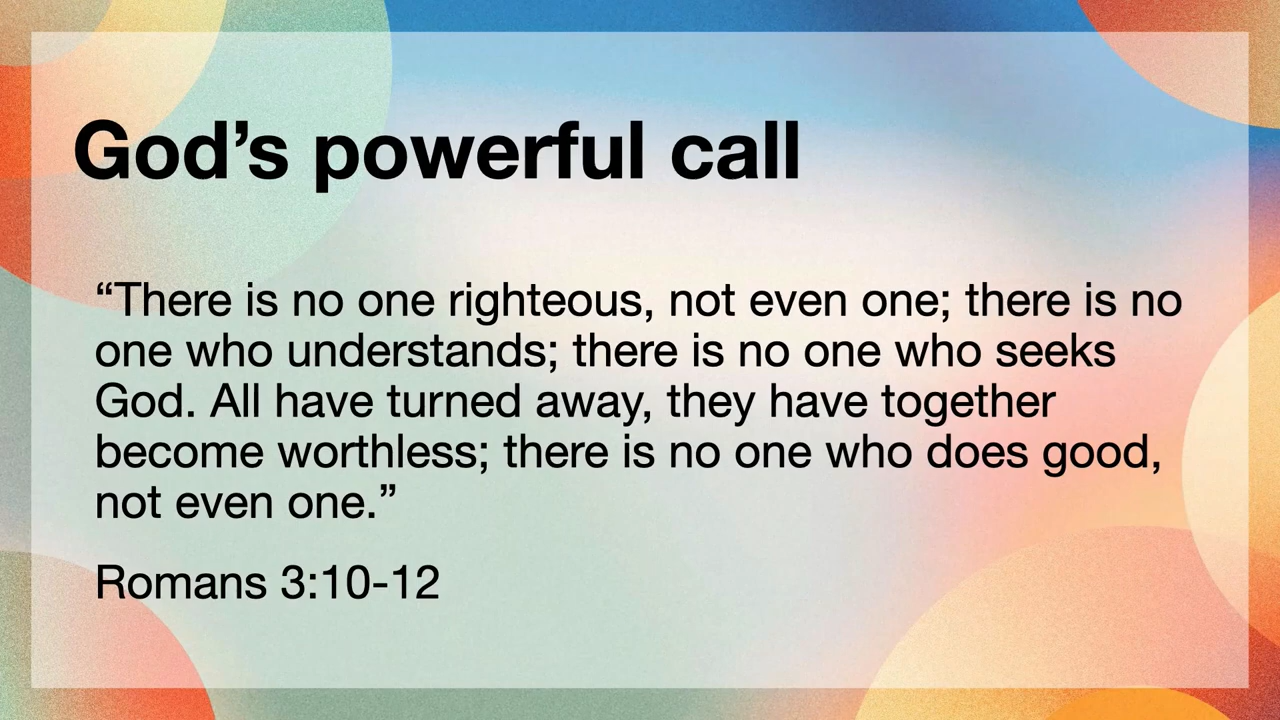 God’s powerful call
“There is no one righteous, not even one; there is no
one who understands; there is no one who seeks
God. All have turned away, they have together
become worthless; there is no one who does good,
not even one.”
Romans 3:10-12